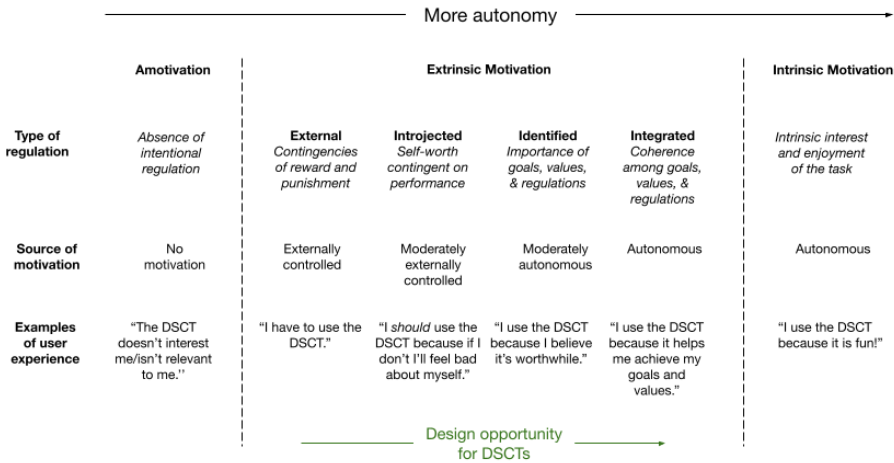 More autonomy
Amotivation
Extrinsic Motivation
Intrinsic Motivation
Type of
regulation
Absence of
intentional
regulation
External
Contingencies
of reward and
punishment
Introjected
Self-worth
contingent on
performance
Identified
Importance of
goals, values,
& regulations
Integrated
Coherence
among goals,
values, &
regulations
Intrinsic interest
and enjoyment
of the task
Source of
motivation
No
motivation
Externally
controlled
Moderately
externally
controlled
Moderately
autonomous
Autonomous
Autonomous
Examples
of user
experience
“The DSCT
doesn’t interest
me/isn’t relevant
to me.’’
“I have to use the
DSCT.”
“I should use the
DSCT because if I
don’t I’ll feel bad
about myself.”
“I use the DSCT
because I believe
it’s worthwhile.”
“I use the DSCT
because it helps
me achieve my
goals and
values.”
“I use the DSCT
because it is fun!”
Design opportunity
for DSCTs